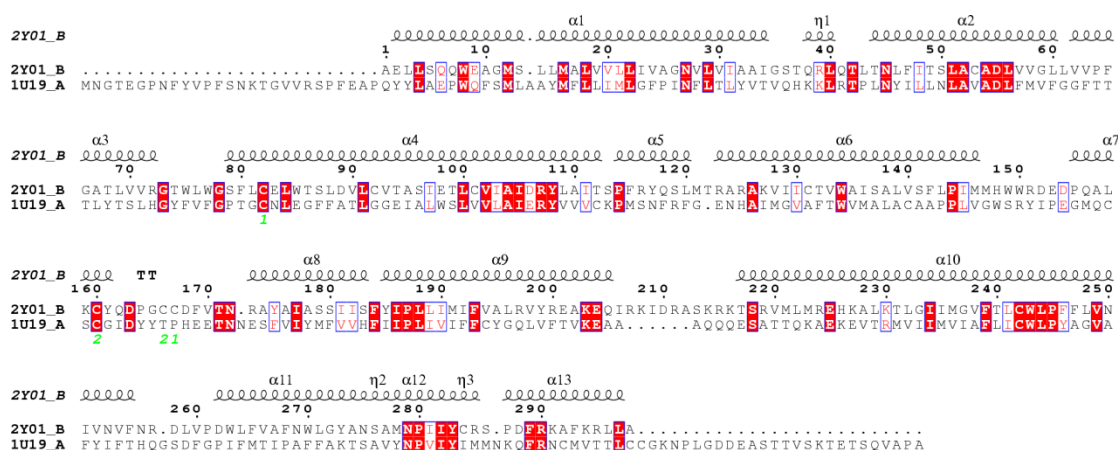 α1 η1 α2
2Y01_B
1 10 20 30 40 50 60
2Y01_B ...........................AELLSQQWEAGMS.LLMALVVLLIVAGNVLVIAAIGSTQRLQTLTNLFITSLACADLVVGLLVVPF
1U19_A MNGTEGPNFYVPFSNKTGVVRSPFEAPQYYLAEPWQFSMLAAYMFLLIMLGFPINFLTLYVTVQHKKLRTPLNYILLNLAVADLFMVFGGFTT
α3 α4 α5 α6 α7
2Y01_B
70 80 90 100 110 120 130 140 150
2Y01_B GATLVVRGTWLWGSFLCELWTSLDVLCVTASIETLCVIAIDRYLAITSPFRYQSLMTRARAKVIICTVWAISALVSFLPIMMHWWRDEDPQAL
1U19_A TLYTSLHGYFVFGPTGCNLEGFFATLGGEIALWSLVVLAIERYVVVCKPMSNFRFG.ENHAIMGVAFTWVMALACAAPPLVGWSRYIPEGMQC
1
TT α8 α9 α10
2Y01_B
160 170 180 190 200 210 220 230 240 250
2Y01_B KCYQDPGCCDFVTN.RAYAIASSIISFYIPLLIMIFVALRVYREAKEQIRKIDRASKRKTSRVMLMREHKALKTLGIIMGVFTLCWLPFFLVN
1U19_A SCGIDYYTPHEETNNESFVIYMFVVHFIIPLIVIFFCYGQLVFTVKEAA......AQQQESATTQKAEKEVTRMVIIMVIAFLICWLPYAGVA
2 21
α11 η2 α12 η3 α13
2Y01_B
260 270 280 290
2Y01_B IVNVFNR.DLVPDWLFVAFNWLGYANSAMNPIIYCRS.PDFRKAFKRLLA..........................
1U19_A FYIFTHQGSDFGPIFMTIPAFFAKTSAVYNPVIYIMMNKQFRNCMVTTLCCGKNPLGDDEASTTVSKTETSQVAPA